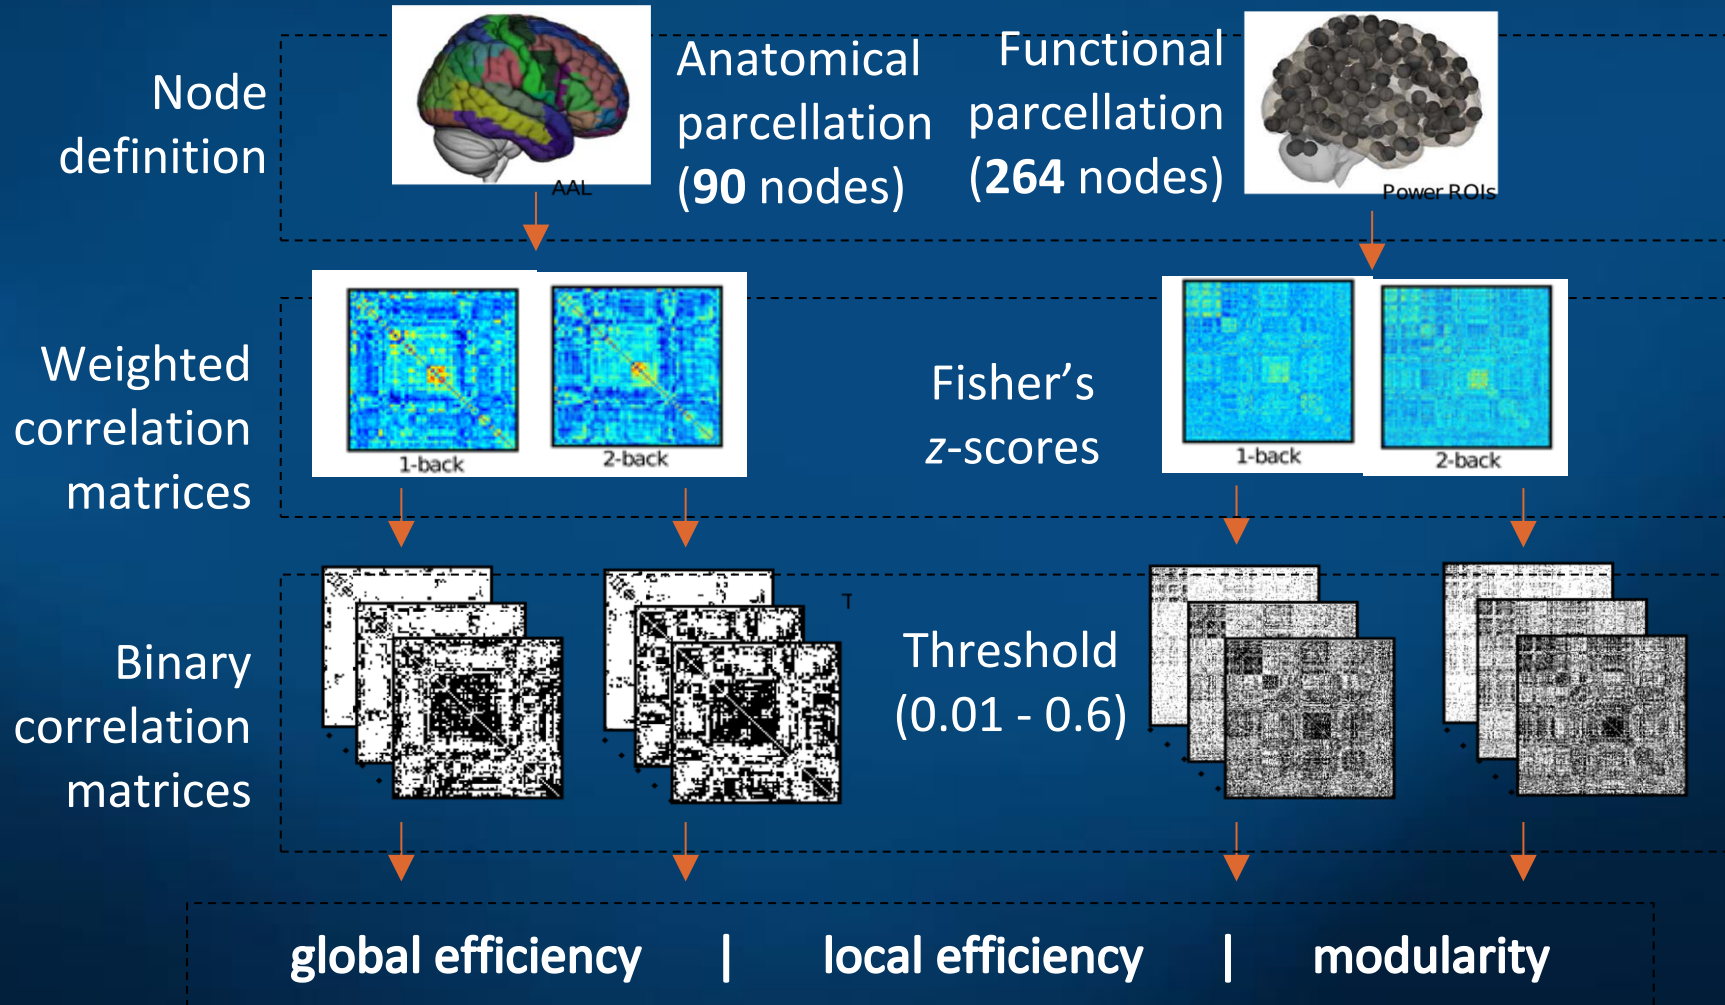 Node
definition
AAL
Anatomical
parcellation
(90 nodes)
Functional
parcellation
(264 nodes)
Power ROIs
Weighted
correlation
matrices
1-back
2-back
Fisher's
z-scores
1-back
2-back
Binary
correlation
matrices
T
Threshold
(0.01 - 0.6)
global efficiency | local efficiency | modularity